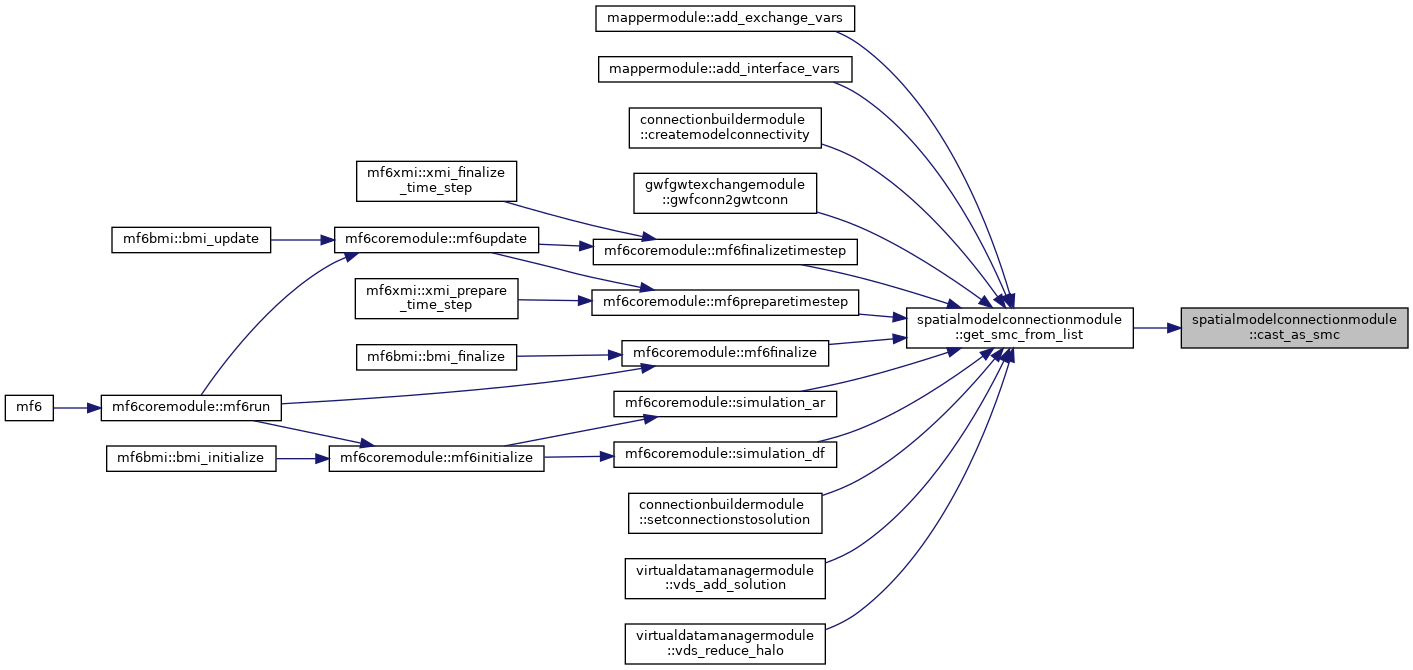 mappermodule::add_exchange_vars
mappermodule::add_interface_vars
connectionbuildermodule
::createmodelconnectivity
mf6xmi::xmi_finalize
_time_step
gwfgwtexchangemodule
::gwfconn2gwtconn
mf6bmi::bmi_update
mf6coremodule::mf6update
mf6coremodule::mf6finalizetimestep
mf6xmi::xmi_prepare
_time_step
mf6coremodule::mf6preparetimestep
spatialmodelconnectionmodule
::get_smc_from_list
spatialmodelconnectionmodule
::cast_as_smc
mf6bmi::bmi_finalize
mf6coremodule::mf6finalize
mf6
mf6coremodule::mf6run
mf6coremodule::simulation_ar
mf6bmi::bmi_initialize
mf6coremodule::mf6initialize
mf6coremodule::simulation_df
connectionbuildermodule
::setconnectionstosolution
virtualdatamanagermodule
::vds_add_solution
virtualdatamanagermodule
::vds_reduce_halo